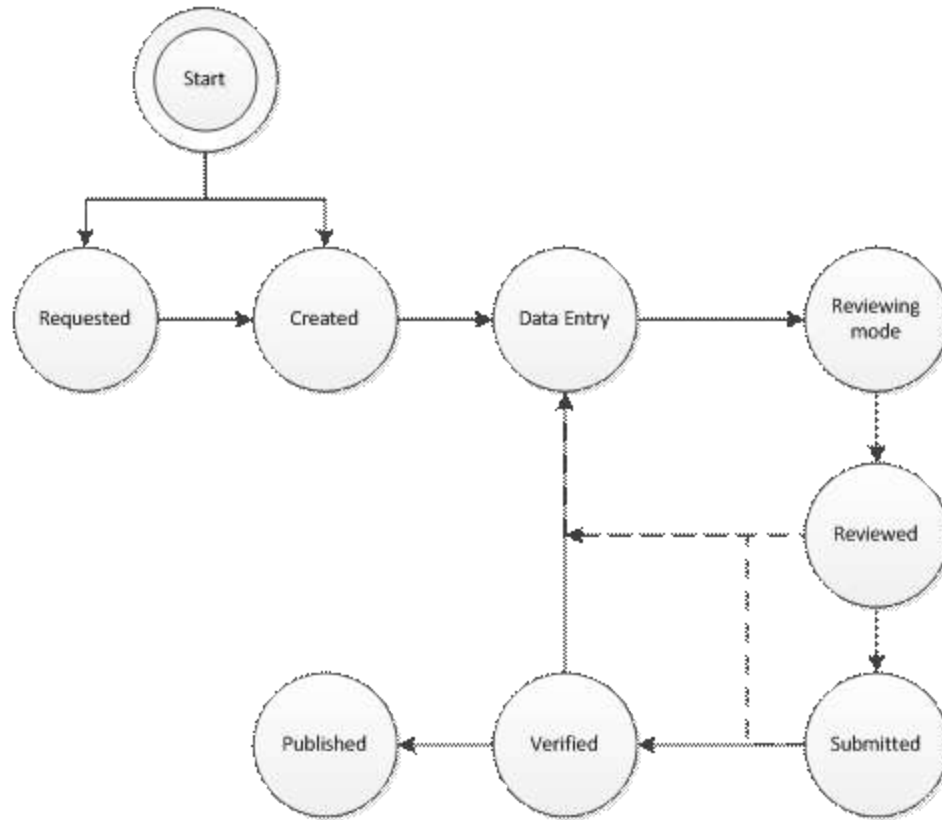 Start
Requested
Created
Data Entry
Reviewing
mode
Reviewed
Published
Verified
Submitted